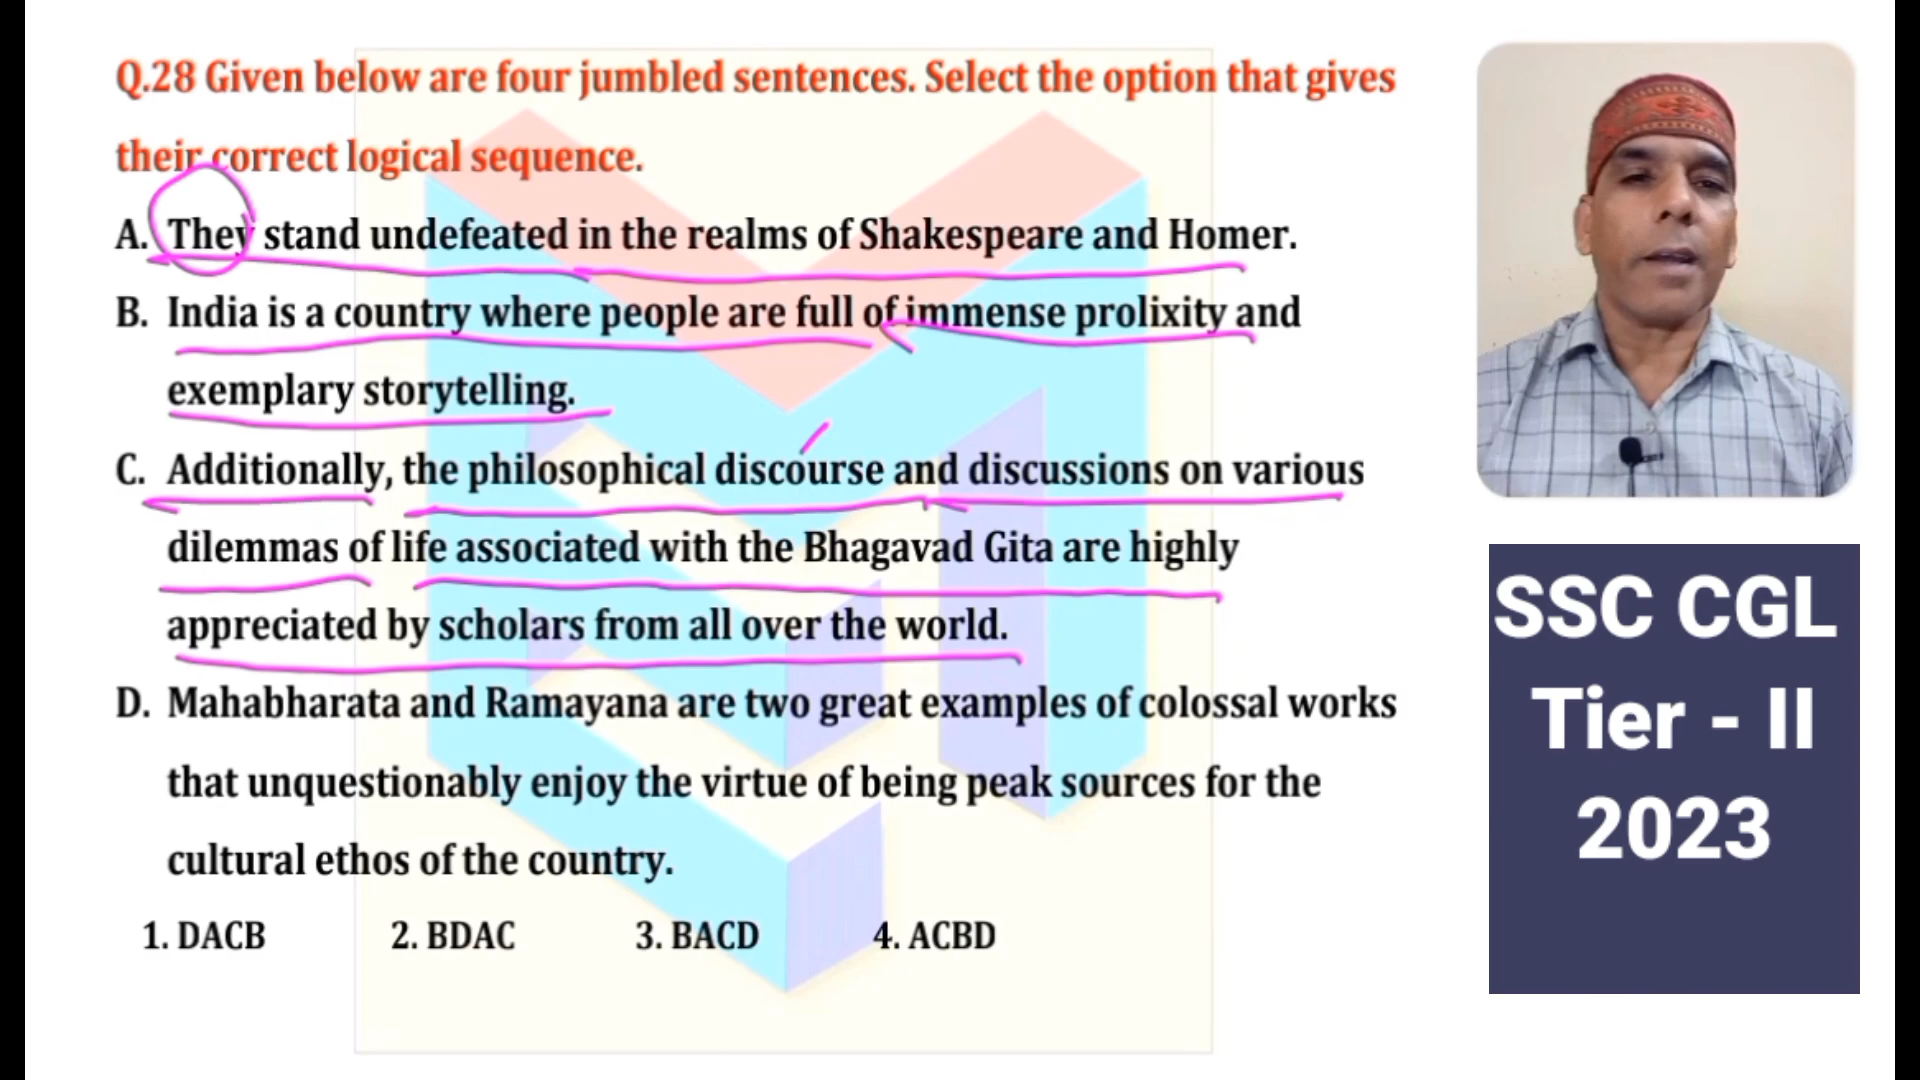 Q.28 Given below are four jumbled sentences. Select the option that gives
their correct logical sequence.
A. They stand undefeated in the realms of Shakespeare and Homer.
B. India is a country where people are full of immense prolixity and
exemplary storytelling.
C. Additionally, the philosophical discourse and discussions on various
dilemmas of life associated with the Bhagavad Gita are highly
appreciated by scholars from all over the world.
D. Mahabharata and Ramayana are two great examples of colossal works
that unquestionably enjoy the virtue of being peak sources for the
cultural ethos of the country.
1. DACB 2. BDAC 3. BACD 4. ACBD
SSC CGL
Tier - II
2023